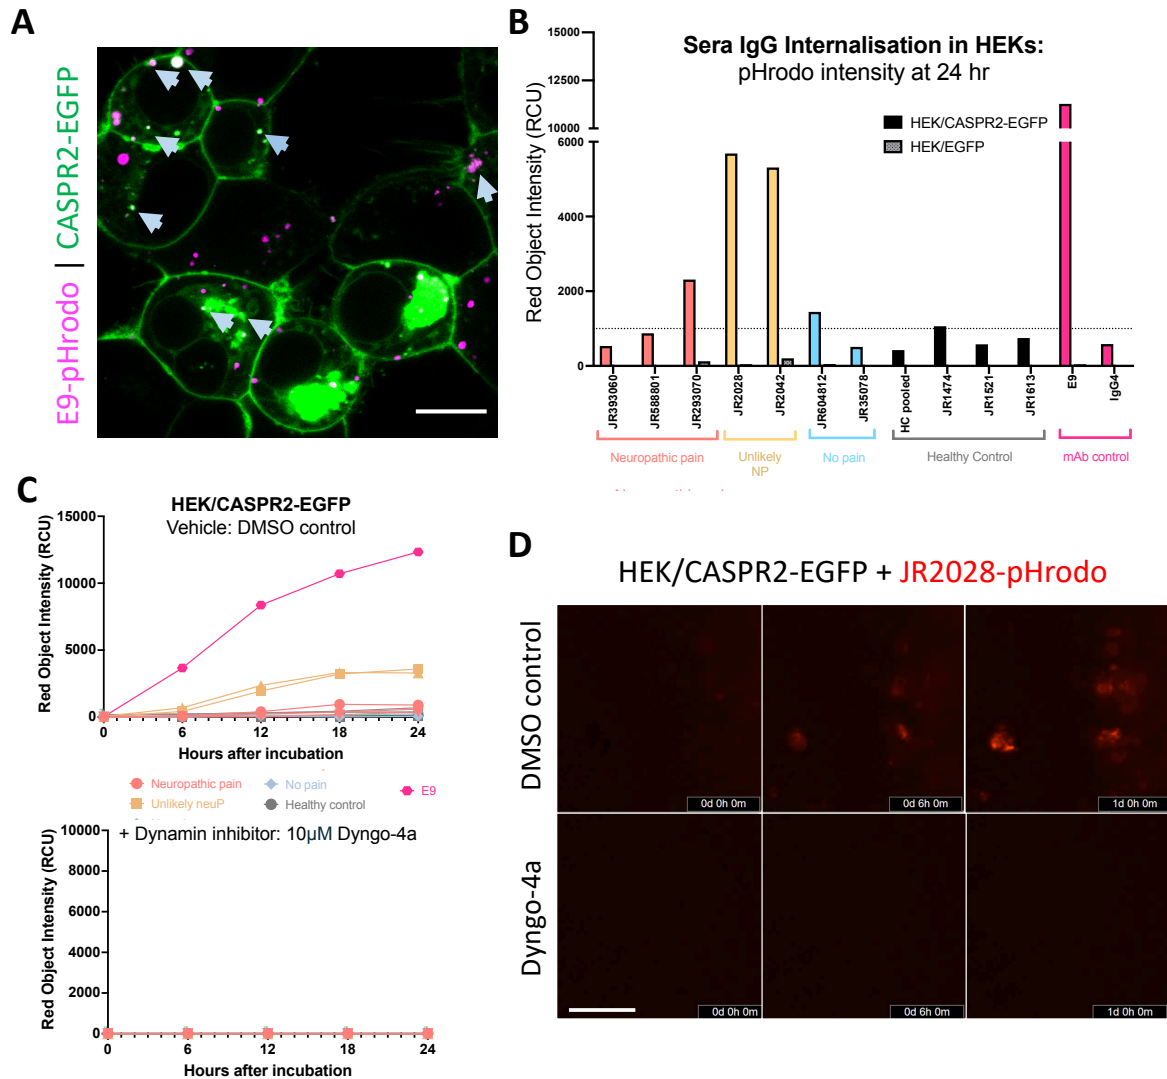 A
E9-pHrodo | CASPR2-EGFP
B
Sera IgG Internalisation in HEKs:
pHrodo intensity at 24 hr
Red Object Intensity (RCU)
15000
12500
10000
6000
4000
2000
0
HEK/CASPR2-EGFP
HEK/EGFP
JR393060
JR588801
JR293070
JR2028
JR2042
JR604812
JR35078
HC pooled
JR1474
JR1521
JR1613
E9
IgG4
Neuropathic pain
Unlikely
NP
No pain
Healthy Control
mAb control
C
HEK/CASPR2-EGFP
Vehicle: DMSO control
Red Object Intensity (RCU)
15000
10000
5000
0
0
6
12
18
24
Hours after incubation
Neuropathic pain
No pain
E9
Unlikely neuP
Healthy control
+ Dynamin inhibitor: 10µM Dyngo-4a
Red Object Intensity (RCU)
10000
8000
6000
4000
2000
0
0
6
12
18
24
Hours after incubation
D
HEK/CASPR2-EGFP + JR2028-pHrodo
DMSO control
0d 0h 0m
0d 6h 0m
1d 0h 0m
Dyngo-4a
0d 0h 0m
0d 6h 0m
1d 0h 0m